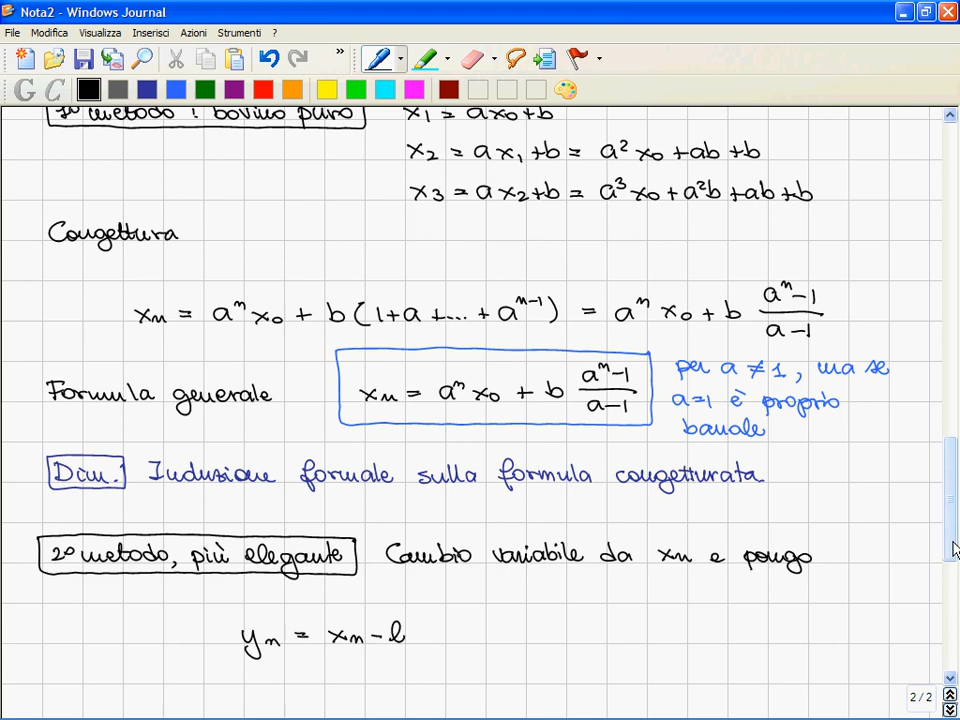 Nota2 - Windows Journal
File Modifica Visualizza Inserisci Azioni Strumenti ?
G C
1° metodo : bovino puro
x₁ = ax₀+b
x₂ = ax₁+b = a²x₀+ab+b
x₃ = ax₂+b = a³x₀+a²b+ab+b
Congettura
xₙ = aⁿx₀ + b(1+a+...+aⁿ⁻¹) = aⁿx₀+b (aⁿ-1)/(a-1)
Formula generale xₙ = aⁿx₀ + b (aⁿ-1)/(a-1)
per a ≠ 1, ma se
a=1 è proprio
banale
Dim. Induzione formale sulla formula congetturata
2° metodo, più elegante Cambio variabile da xₙ e pongo
yₙ = xₙ-l
2 / 2